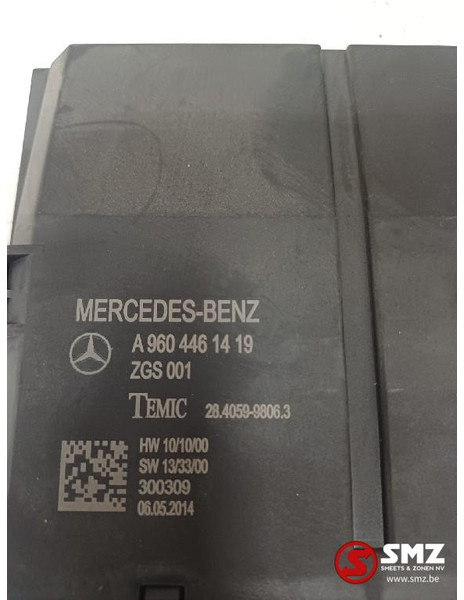 MERCEDES-BENZ
A 960 446 14 19
ZGS 001
TEMIC 28.4059-9806.3
HW 10/10/00
SW 13/33/00
300309
06.05.2014
SMZ
SMEETS & ZONEN NV
www.smz.be